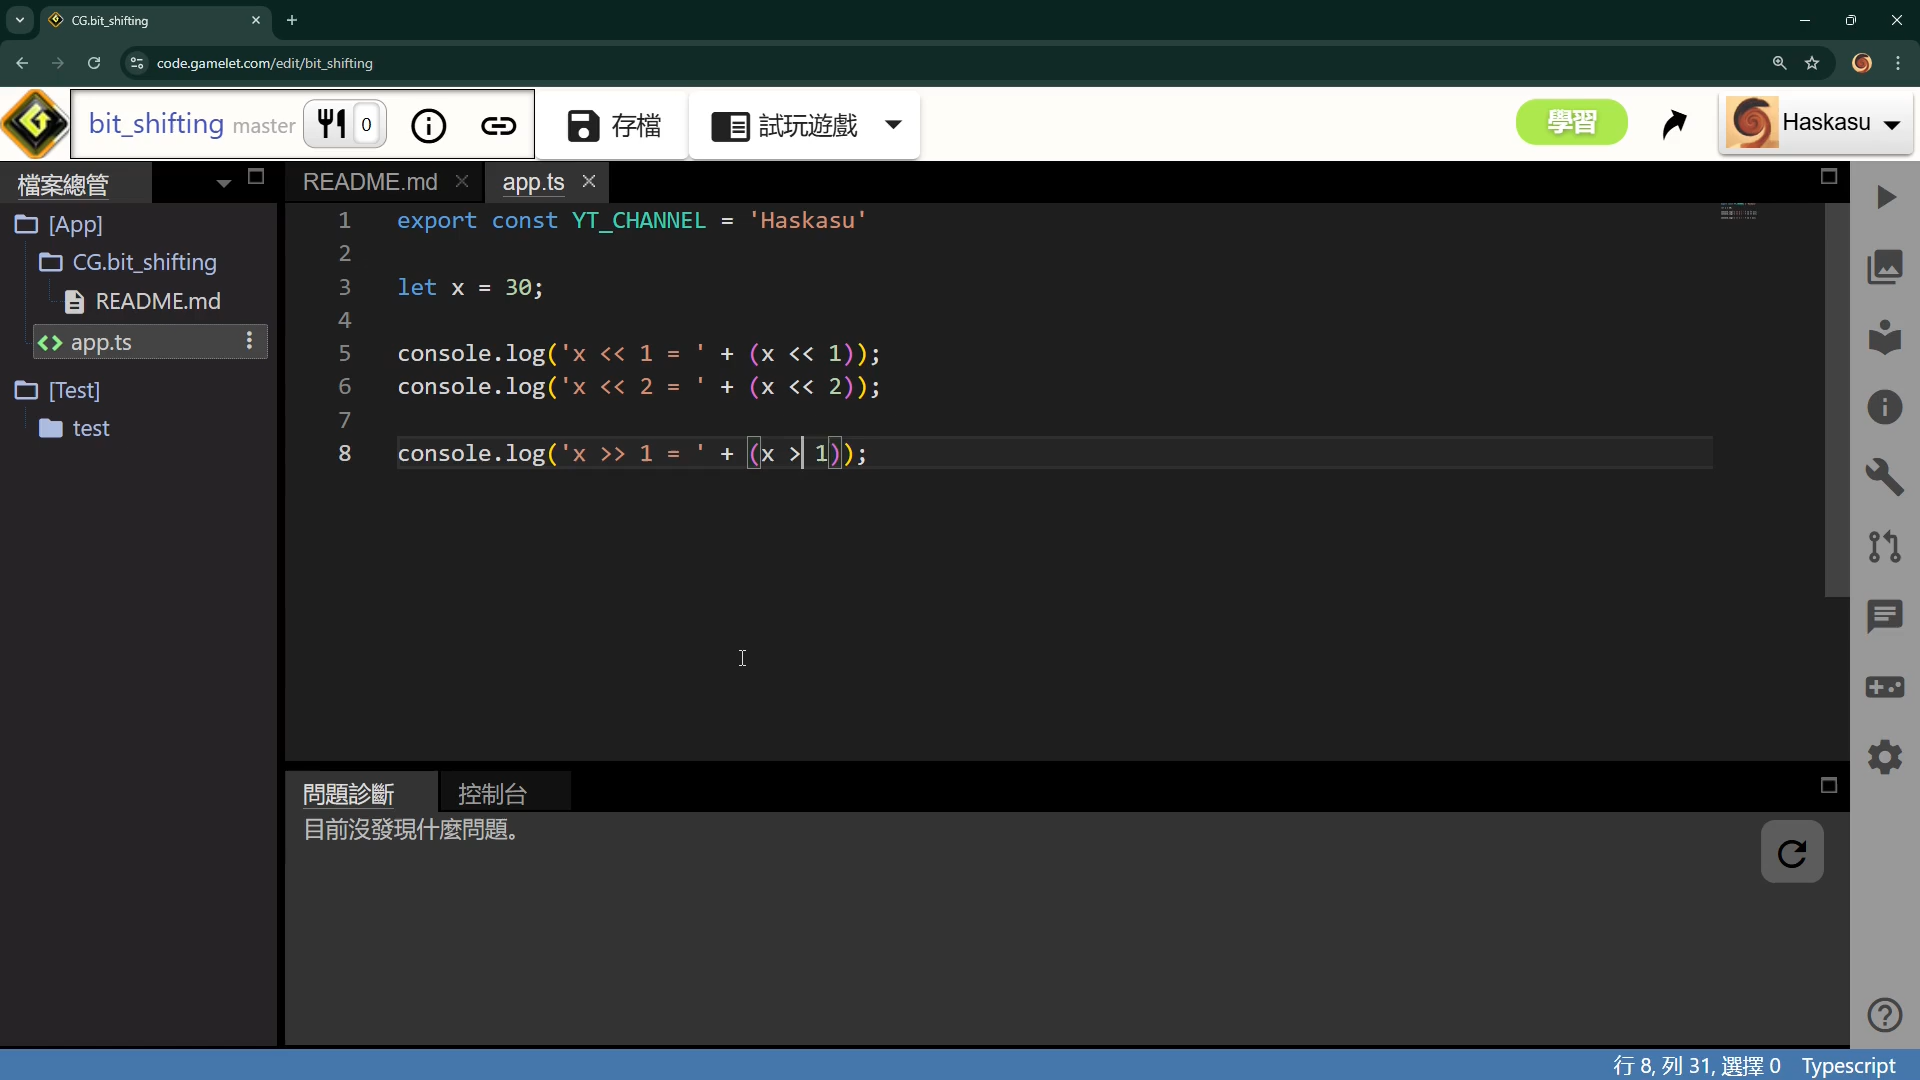 CG.bit_shifting
code.gamelet.com/edit/bit_shifting
bit_shifting master 0 存檔 試玩遊戲 學習 Haskasu
檔案總管
[App]
CG.bit_shifting
README.md
app.ts
[Test]
test
README.md app.ts
1 export const YT_CHANNEL = 'Haskasu'
2
3 let x = 30;
4
5 console.log('x << 1 = ' + (x << 1));
6 console.log('x << 2 = ' + (x << 2));
7
8 console.log('x >> 1 = ' + (x > 1));
問題診斷 控制台
目前沒發現什麼問題。
行 8, 列 31, 選擇 0 Typescript